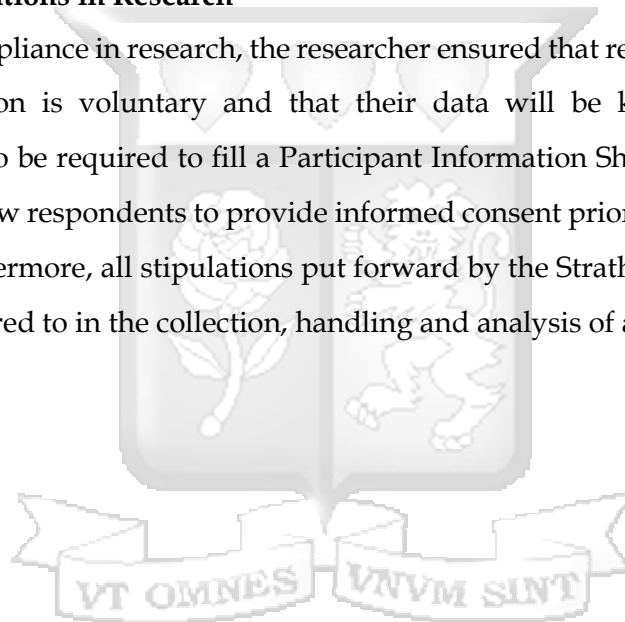 tions in Research
pliance in research, the researcher ensured that re
on is voluntary and that their data will be k
o be required to fill a Participant Information Sh
w respondents to provide informed consent prior
ermore, all stipulations put forward by the Strath
red to in the collection, handling and analysis of a
VT OMNES VNVM SINT